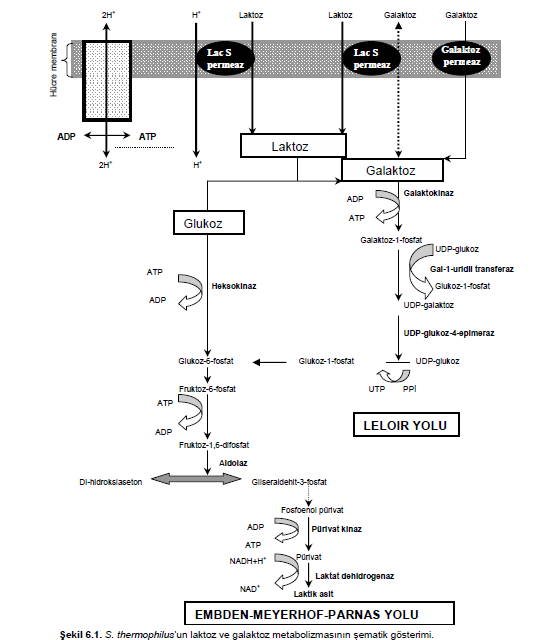 2H⁺
H⁺
Laktoz
Laktoz
Galaktoz
Galaktoz
Hücre membranı
Lac S
permeaz
Lac S
permeaz
Galaktoz
permeaz
ADP
ATP
2H⁺
H⁺
Laktoz
Galaktoz
Glukoz
ADP
Galaktokinaz
ATP
Galaktoz-1-fosfat
UDP-glukoz
Gal-1-uridil transferaz
Glukoz-1-fosfat
UDP-galaktoz
ATP
Heksokinaz
ADP
UDP-glukoz-4-epimeraz
Glukoz-6-fosfat
Glukoz-1-fosfat
UDP-glukoz
UTP
PPİ
Fruktoz-6-fosfat
ATP
ADP
LELOIR YOLU
Fruktoz-1,6-difosfat
Aldolaz
Di-hidroksiaseton
Gliseraldehit-3-fosfat
Fosfoenol pürivat
ADP
Pürivat kinaz
ATP
Pürivat
NADH+H⁺
Laktat dehidrogenaz
NAD⁺
Laktik asit
EMBDEN-MEYERHOF-PARNAS YOLU
Şekil 6.1. S. thermophilus'un laktoz ve galaktoz metabolizmasının şematik gösterimi.